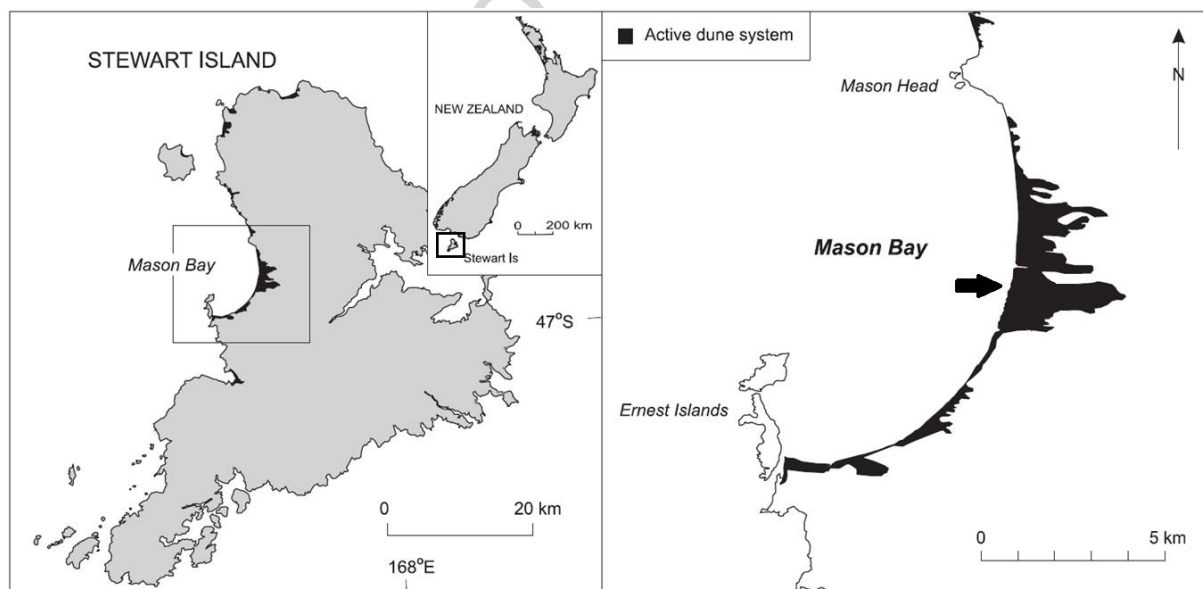 STEWART ISLAND
NEW ZEALAND
0 200 km
Stewart Is
Mason Bay
47°S
0 20 km
168°E
Active dune system
N
Mason Head
Mason Bay
Ernest Islands
0 5 km